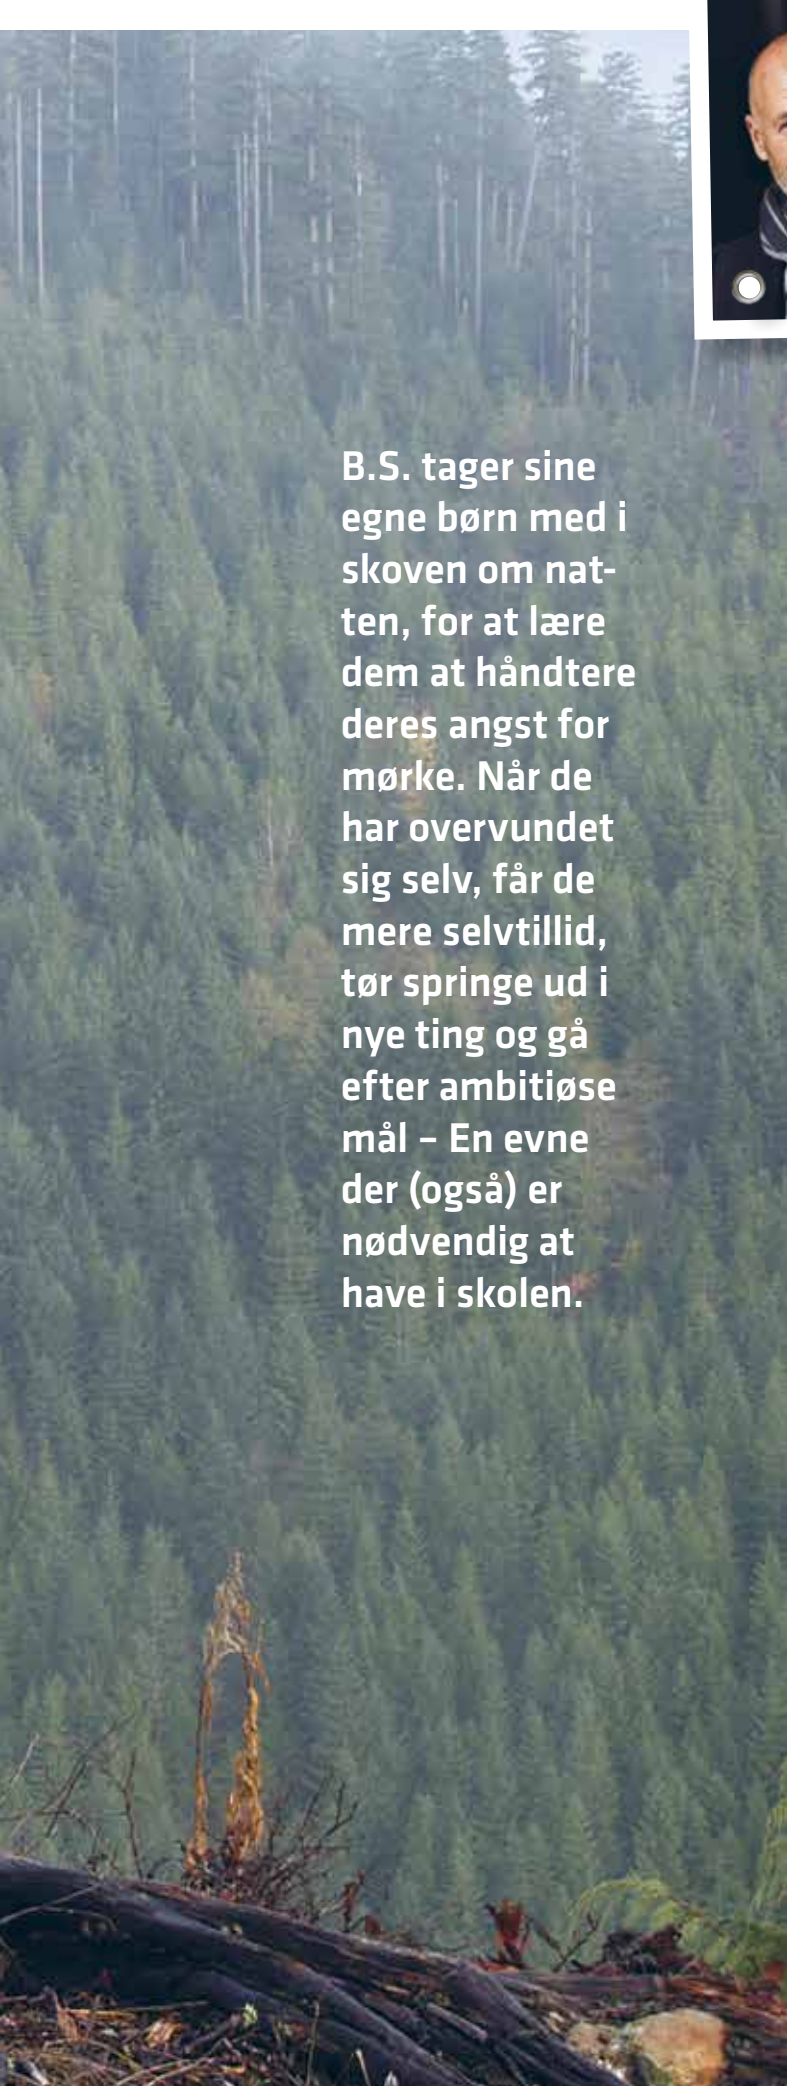 B.S. tager sine
egne børn med i
skoven om nat-
ten, for at lære
dem at håndtere
deres angst for
mørke. Når de
har overvundet
sig selv, får de
mere selvtillid,
tør springe ud i
nye ting og gå
efter ambitiøse
mål – En evne
der (også) er
nødvendig at
have i skolen.